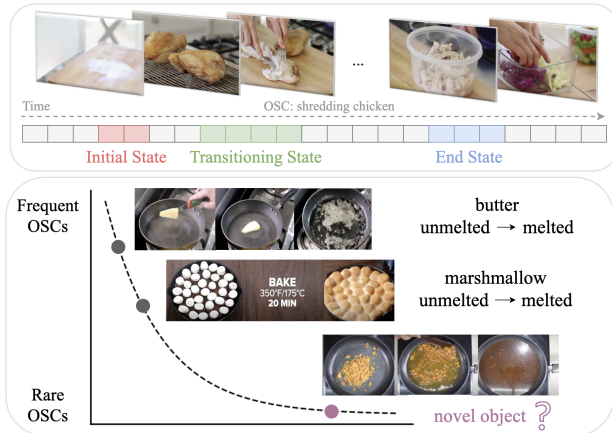 ...
Time
OSC: shredding chicken
Initial State
Transitioning State
End State
Frequent
OSCs
butter
unmelted → melted
BAKE
350°F/175°C
20 MIN
marshmallow
unmelted → melted
Rare
OSCs
novel object ?